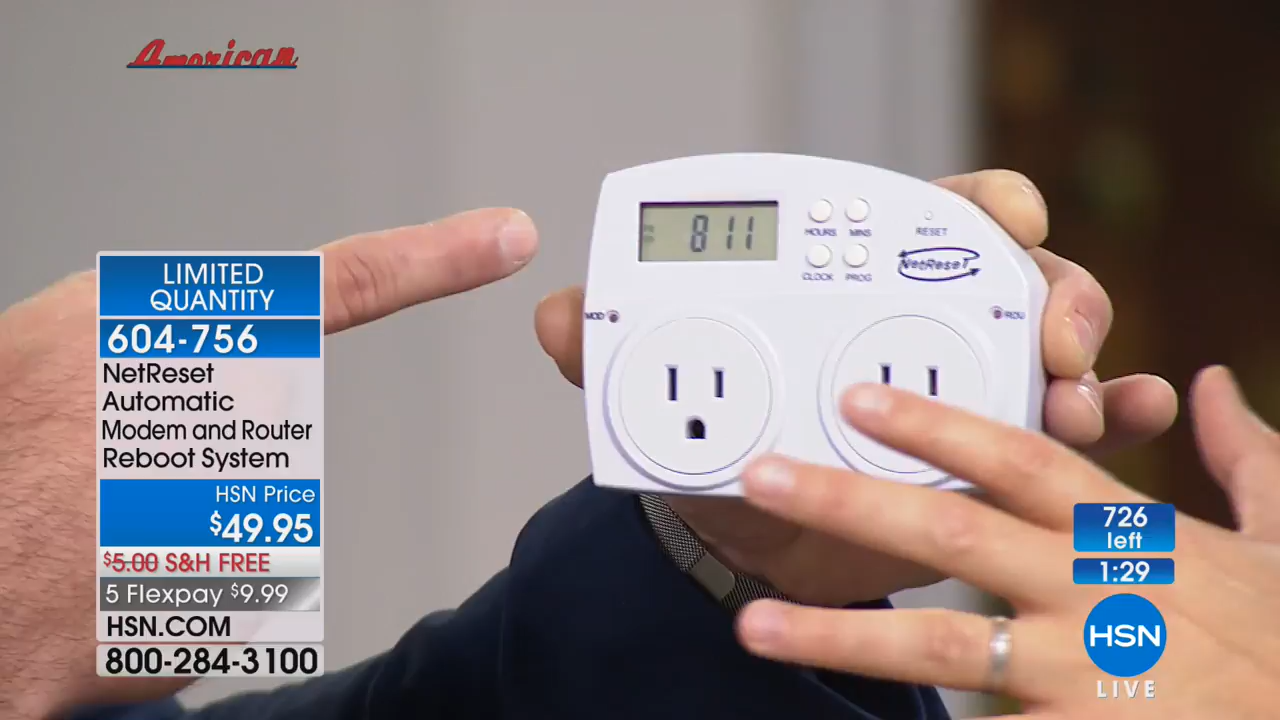 American
LIMITED
QUANTITY
604-756
NetReset
Automatic
Modem and Router
Reboot System
HSN Price
$49.95
$5.00 S&H FREE
5 Flexpay $9.99
HSN.COM
800-284-3100
811
HOURS
MINS
CLOCK
PROG
RESET
NetReseT
MOD
ROU
726
left
1:29
HSN
LIVE